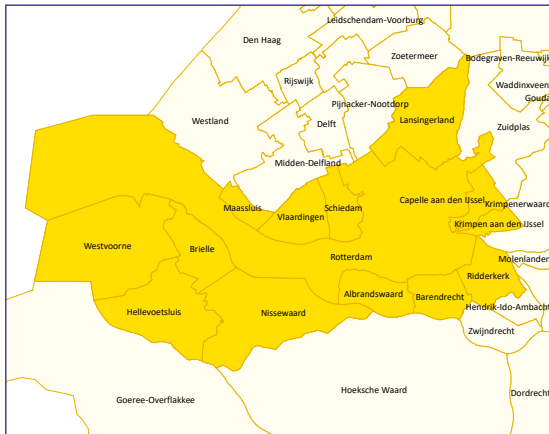 Leidschendam-Voorburg
Den Haag
Zoetermeer
Bodegraven-Reeuwijk
Rijswijk
Waddinxveen
Pijnacker-Nootdorp
Gouda
Westland
Delft
Lansingerland
Zuidplas
Midden-Delfland
Maassluis
Vlaardingen
Schiedam
Capelle aan den IJssel
Krimpenerwaard
Krimpen aan den IJssel
Westvoorne
Brielle
Rotterdam
Molenlanden
Ridderkerk
Albrandswaard
Barendrecht
Hendrik-Ido-Ambacht
Hellevoetsluis
Nissewaard
Zwijndrecht
Hoeksche Waard
Dordrecht
Goeree-Overflakkee